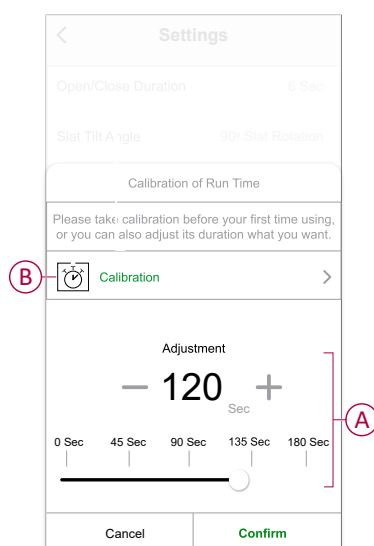 Settings
Open/Close Duration 6 Sec
Slat Tilt Angle 90° Slat Rotation
Calibration of Run Time
Please take calibration before your first time using,
or you can also adjust its duration what you want.
B
Calibration
Adjustment
120
Sec
A
0 Sec 45 Sec 90 Sec 135 Sec 180 Sec
Cancel Confirm